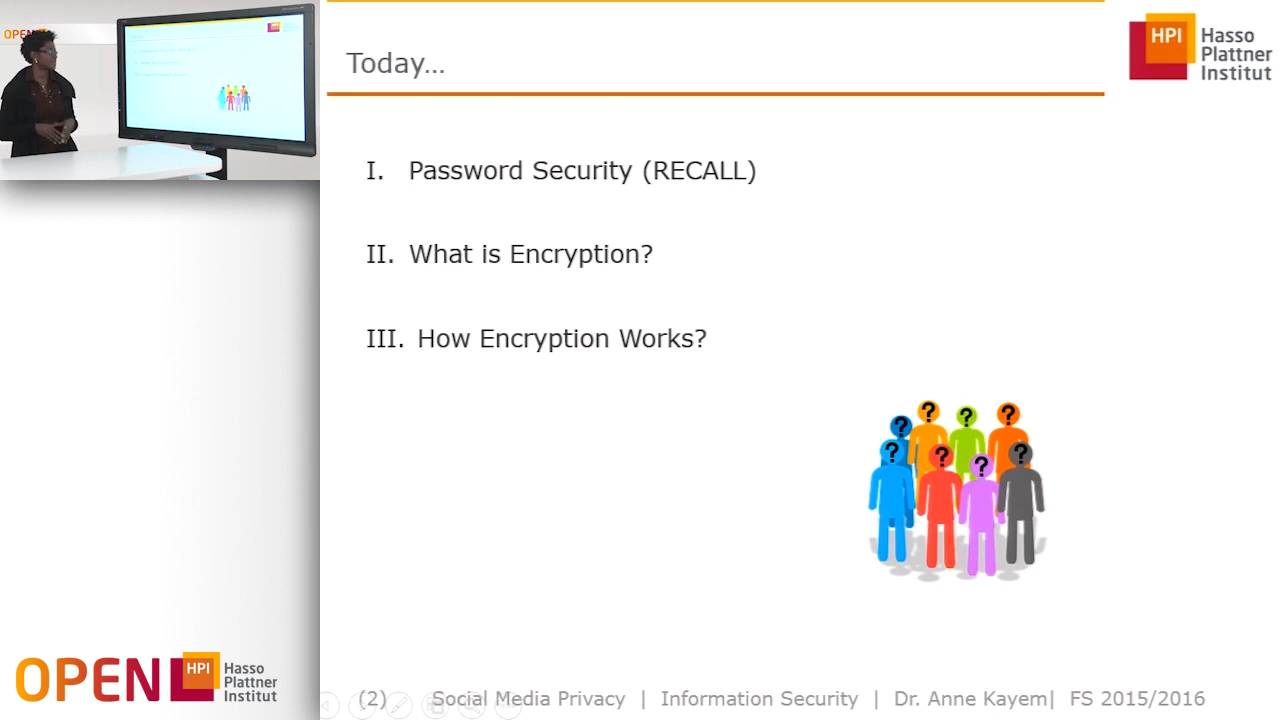 OPEN
Today...
HPI Hasso
Plattner
Institut
I. Password Security (RECALL)
II. What is Encryption?
III. How Encryption Works?
? ? ? ?
? ? ? ?
OPEN HPI Hasso
Plattner
Institut
(2) Social Media Privacy | Information Security | Dr. Anne Kayem| FS 2015/2016